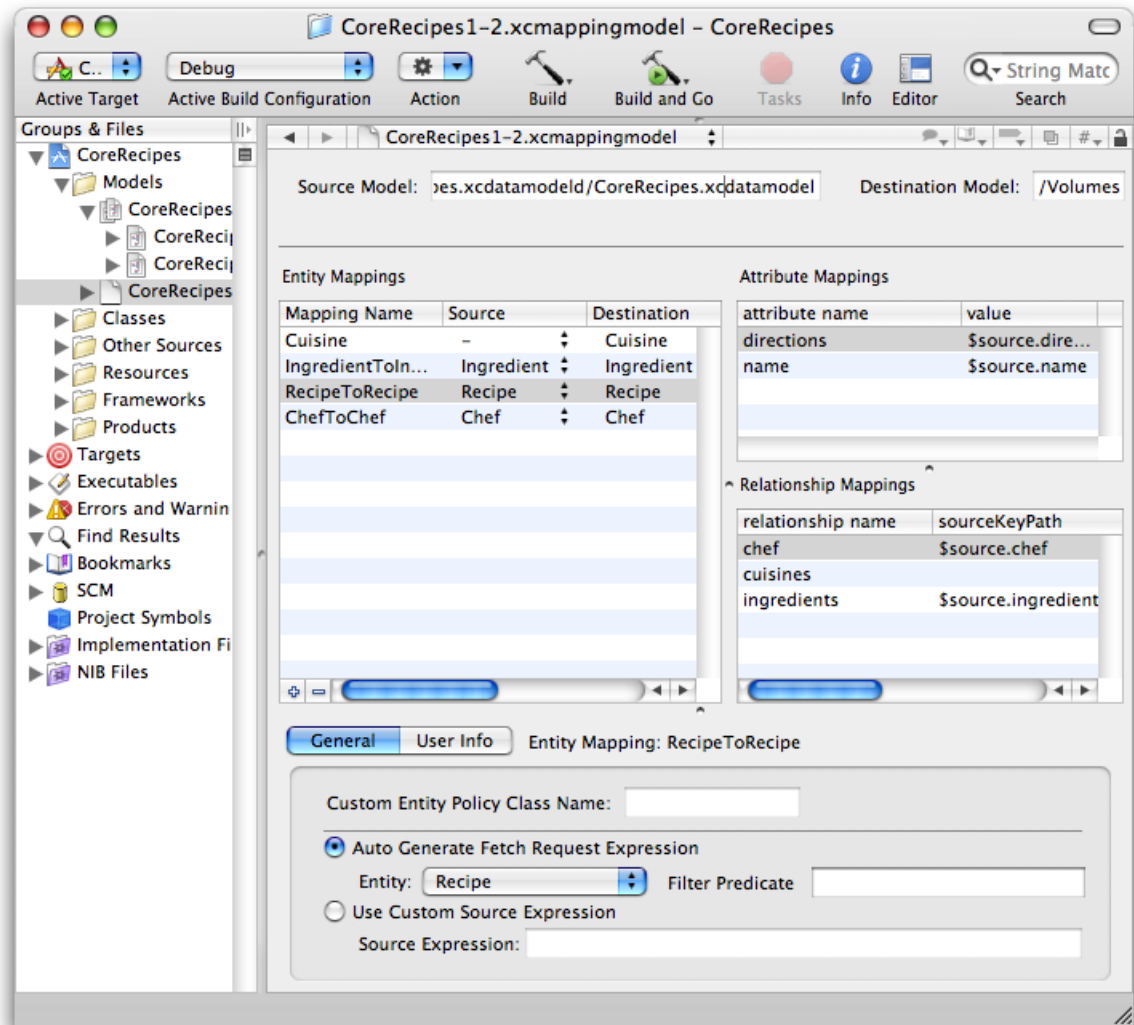 CoreRecipes1-2.xcmappingmodel – CoreRecipes
C.. Debug String Matc
Active Target Active Build Configuration Action Build Build and Go Tasks Info Editor Search
Groups & Files
CoreRecipes
Models
CoreRecipes
CoreRecip
CoreRecip
CoreRecipes
Classes
Other Sources
Resources
Frameworks
Products
Targets
Executables
Errors and Warnin
Find Results
Bookmarks
SCM
Project Symbols
Implementation Fi
NIB Files
CoreRecipes1-2.xcmappingmodel #
Source Model: pes.xcdatamodeld/CoreRecipes.xcdatamodel Destination Model: /Volumes
Entity Mappings
Mapping Name Source Destination
Cuisine – Cuisine
IngredientToIn... Ingredient Ingredient
RecipeToRecipe Recipe Recipe
ChefToChef Chef Chef
Attribute Mappings
attribute name value
directions $source.dire...
name $source.name
Relationship Mappings
relationship name sourceKeyPath
chef $source.chef
cuisines
ingredients $source.ingredient
General User Info Entity Mapping: RecipeToRecipe
Custom Entity Policy Class Name:
Auto Generate Fetch Request Expression
Entity: Recipe Filter Predicate
Use Custom Source Expression
Source Expression: